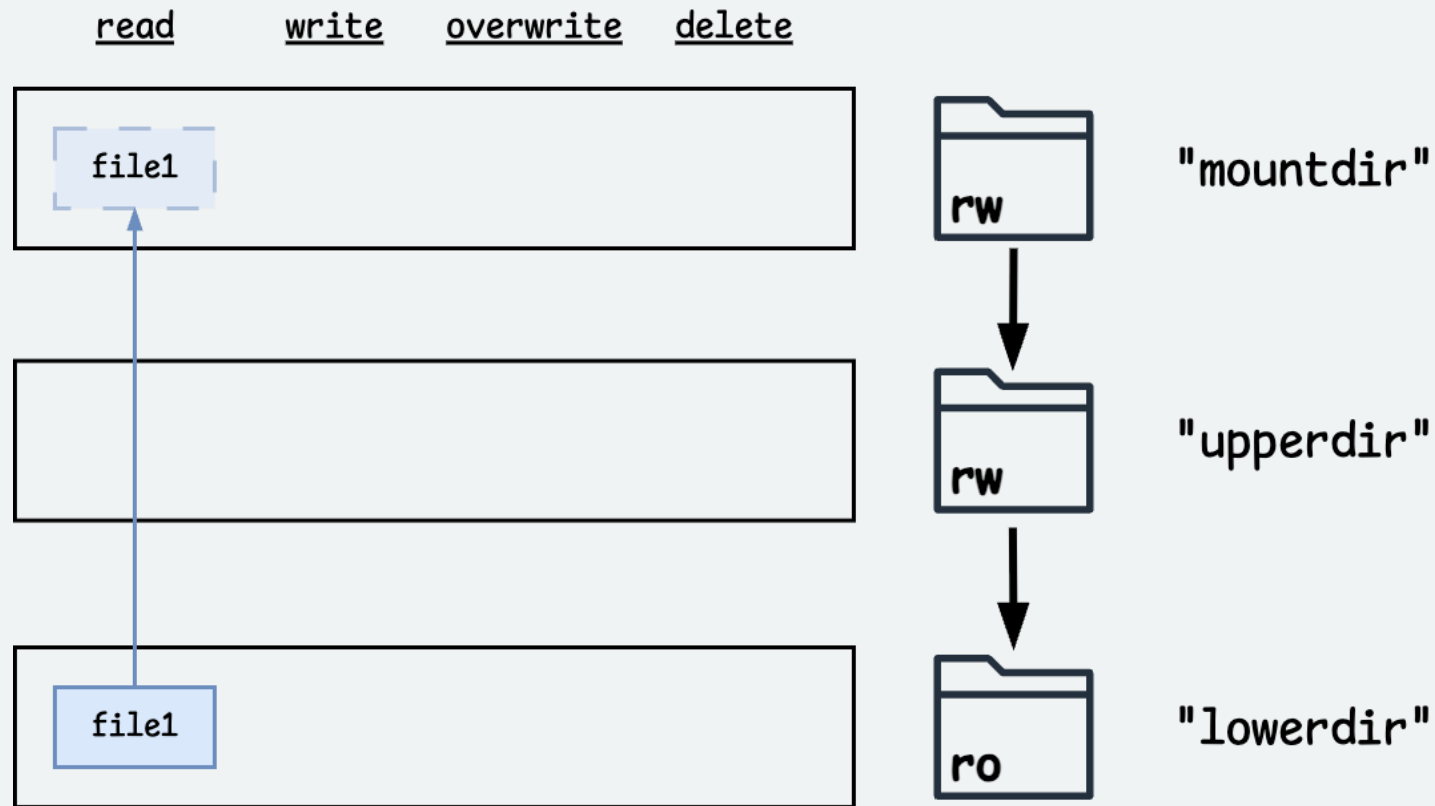 read write overwrite delete
file1
rw
"mountdir"
rw
"upperdir"
file1
ro
"lowerdir"